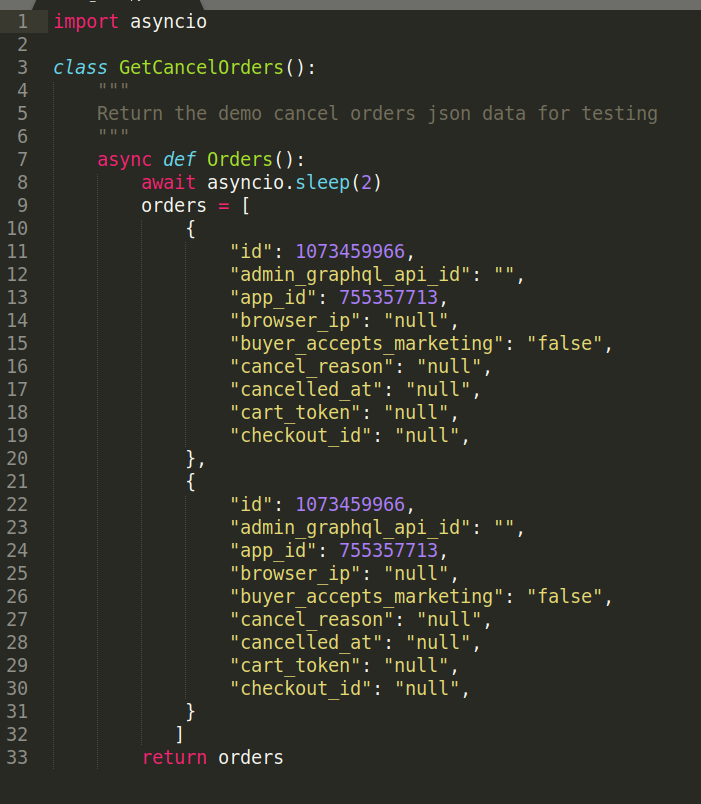 1 import asyncio
2
3 class GetCancelOrders():
4     """
5     Return the demo cancel orders json data for testing
6     """
7     async def Orders():
8         await asyncio.sleep(2)
9         orders = [
10             {
11                 "id": 1073459966,
12                 "admin_graphql_api_id": "",
13                 "app_id": 755357713,
14                 "browser_ip": "null",
15                 "buyer_accepts_marketing": "false",
16                 "cancel_reason": "null",
17                 "cancelled_at": "null",
18                 "cart_token": "null",
19                 "checkout_id": "null",
20             },
21             {
22                 "id": 1073459966,
23                 "admin_graphql_api_id": "",
24                 "app_id": 755357713,
25                 "browser_ip": "null",
26                 "buyer_accepts_marketing": "false",
27                 "cancel_reason": "null",
28                 "cancelled_at": "null",
29                 "cart_token": "null",
30                 "checkout_id": "null",
31             }
32            ]
33         return orders